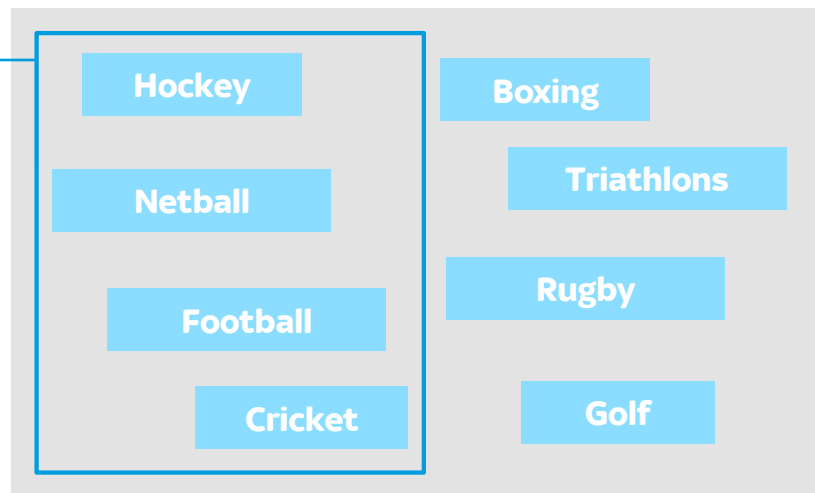 Hockey
Netball
Football
Cricket
Boxing
Triathlons
Rugby
Golf